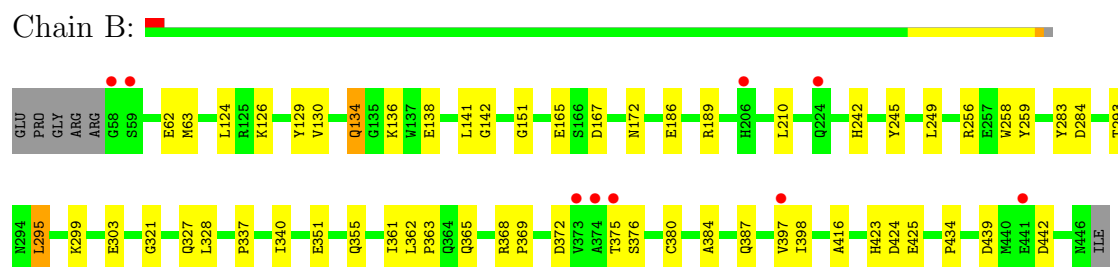 Chain B:
GLU PRO GLY ARG ARG G58 S59 E62 M63 L124 R125 K126 Y129 V130 Q134 G135 K136 W137 E138 L141 G142 G151 E165 S166 D167 N172 E186 R189 H206 L210 Q224 H242 Y245 L249 R256 E257 W258 Y259 Y283 D284 T293
N294 L295 K299 E303 G321 Q327 L328 P337 I340 E351 Q355 I361 L362 P363 Q364 Q365 R368 P369 D372 V373 A374 T375 S376 C380 A384 Q387 V397 I398 A416 H423 D424 E425 P434 D439 M440 E441 D442 N446 ILE